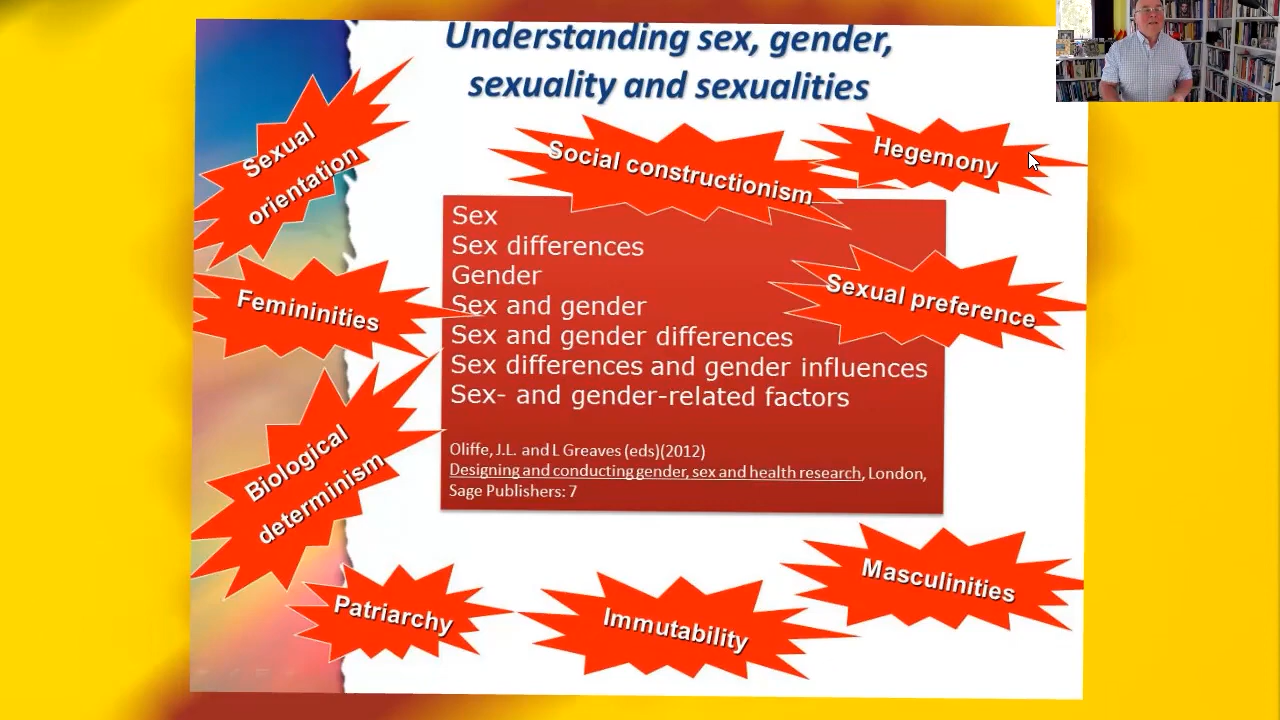 Understanding sex, gender,
sexuality and sexualities
Sexual
orientation
Social constructionism
Hegemony
Sex
Sex differences
Gender
Sex and gender
Sex and gender differences
Sex differences and gender influences
Sex- and gender-related factors
Oliffe, J.L. and L Greaves (eds)(2012)
Designing and conducting gender, sex and health research, London,
Sage Publishers: 7
Sexual preference
Femininities
Biological
determinism
Patriarchy
Immutability
Masculinities